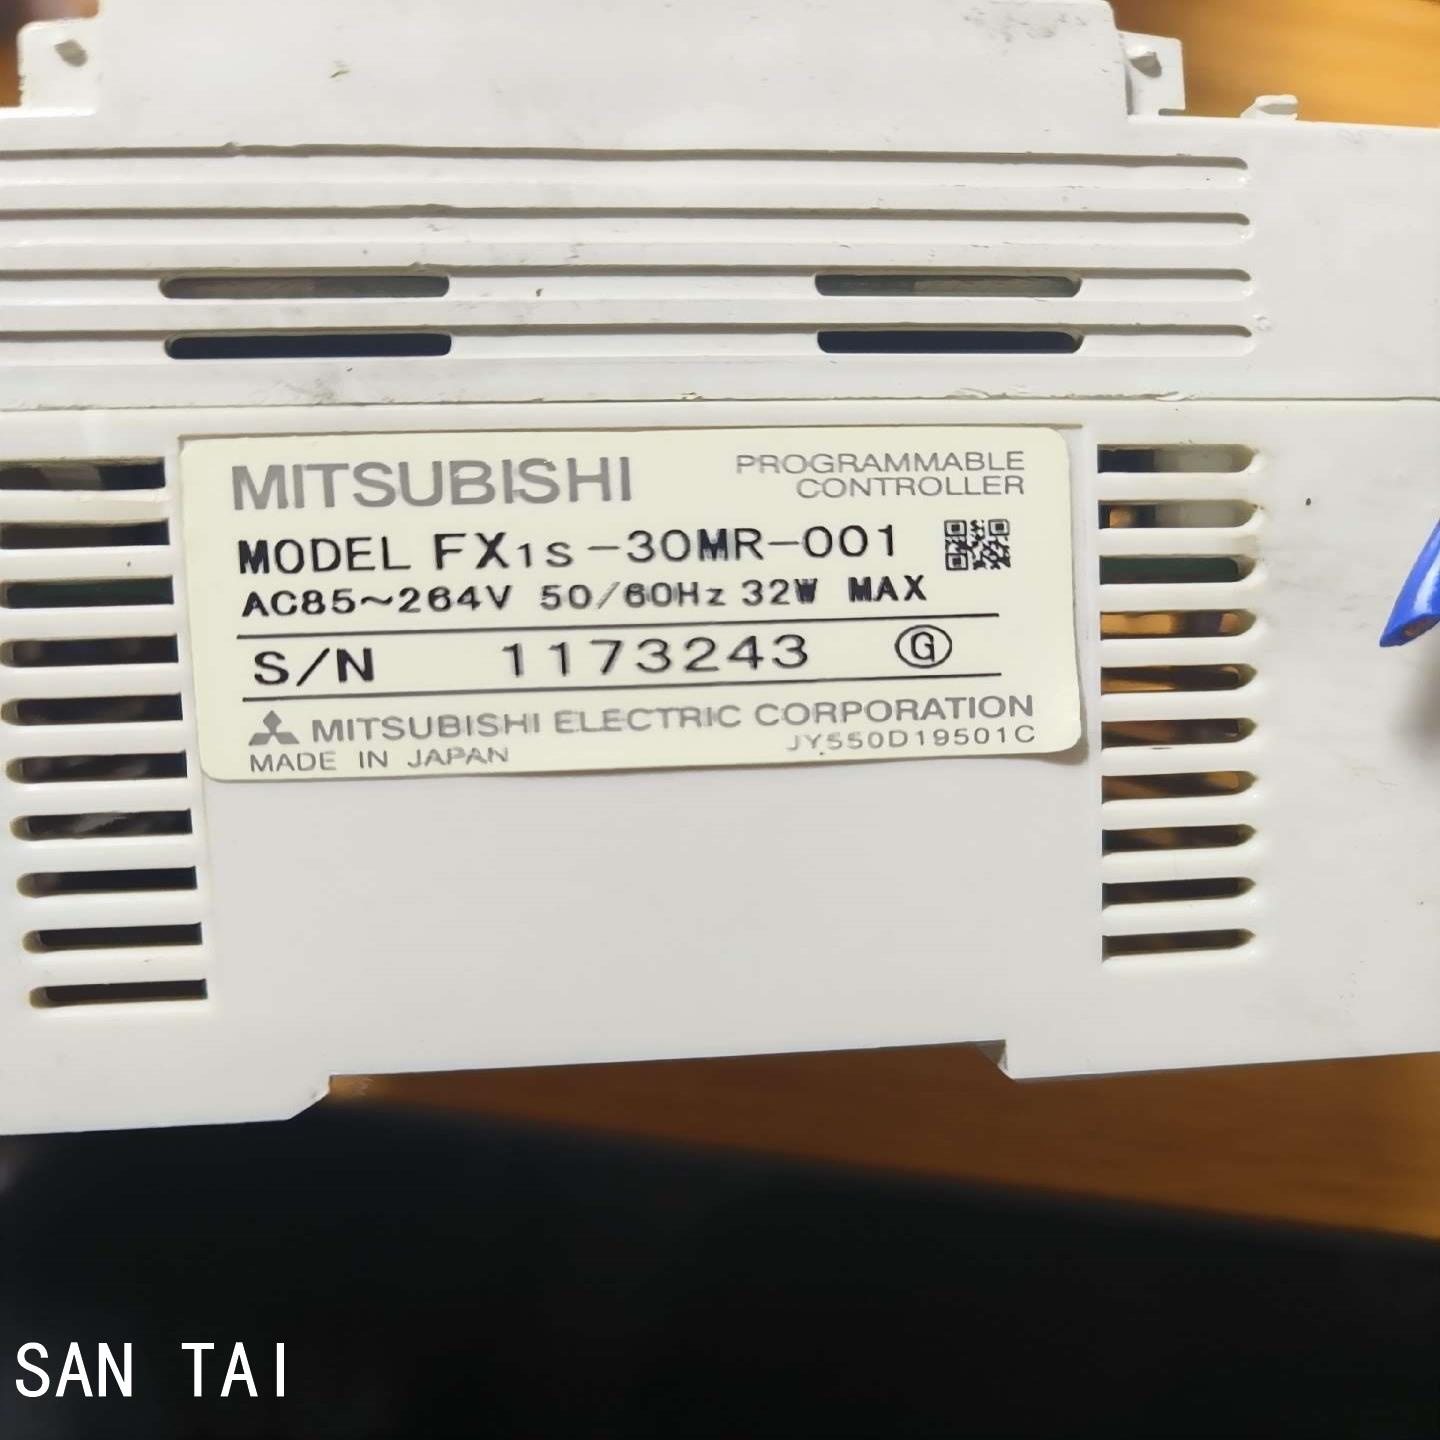 MITSUBISHI
PROGRAMMABLE
CONTROLLER
MODEL FX1S-30MR-001
AC85~264V 50/60Hz 32W MAX
S/N 1173243 G
MITSUBISHI ELECTRIC CORPORATION
MADE IN JAPAN JY550D19501C
SAN TAI